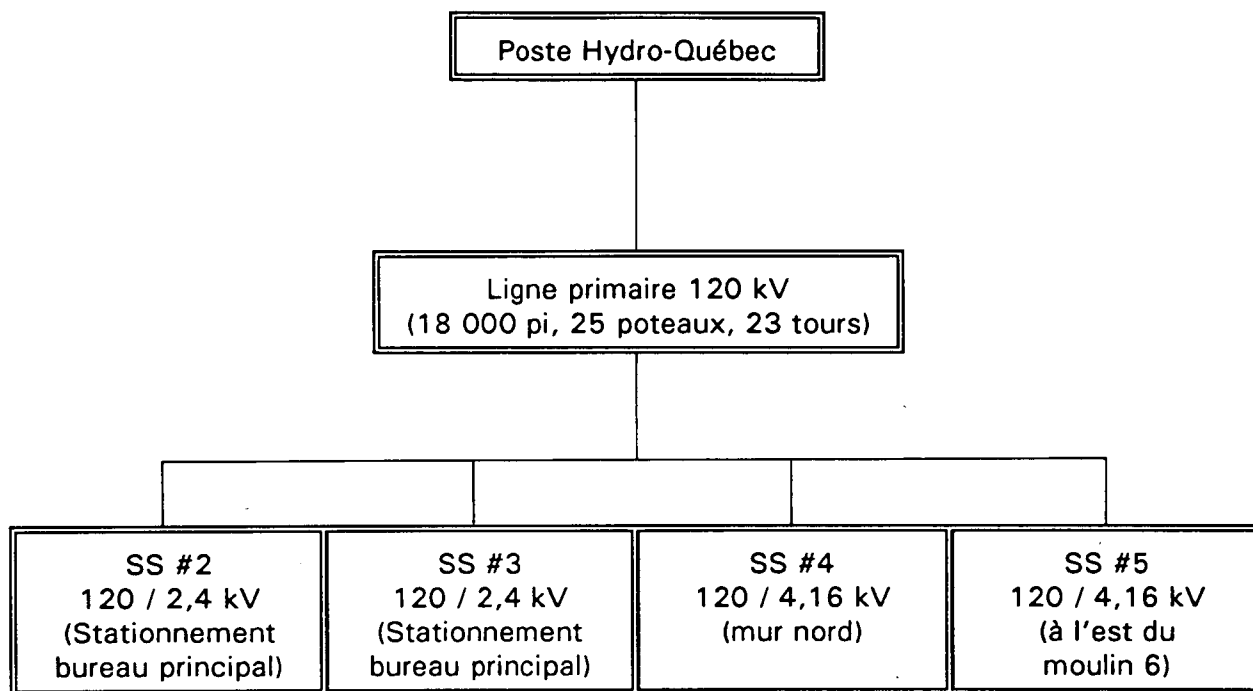 Poste Hydro-Québec
Ligne primaire 120 kV
(18 000 pi, 25 poteaux, 23 tours)
SS #2
120 / 2,4 kV
(Stationnement
bureau principal)
SS #3
120 / 2,4 kV
(Stationnement
bureau principal)
SS #4
120 / 4,16 kV
(mur nord)
SS #5
120 / 4,16 kV
(à l'est du
moulin 6)